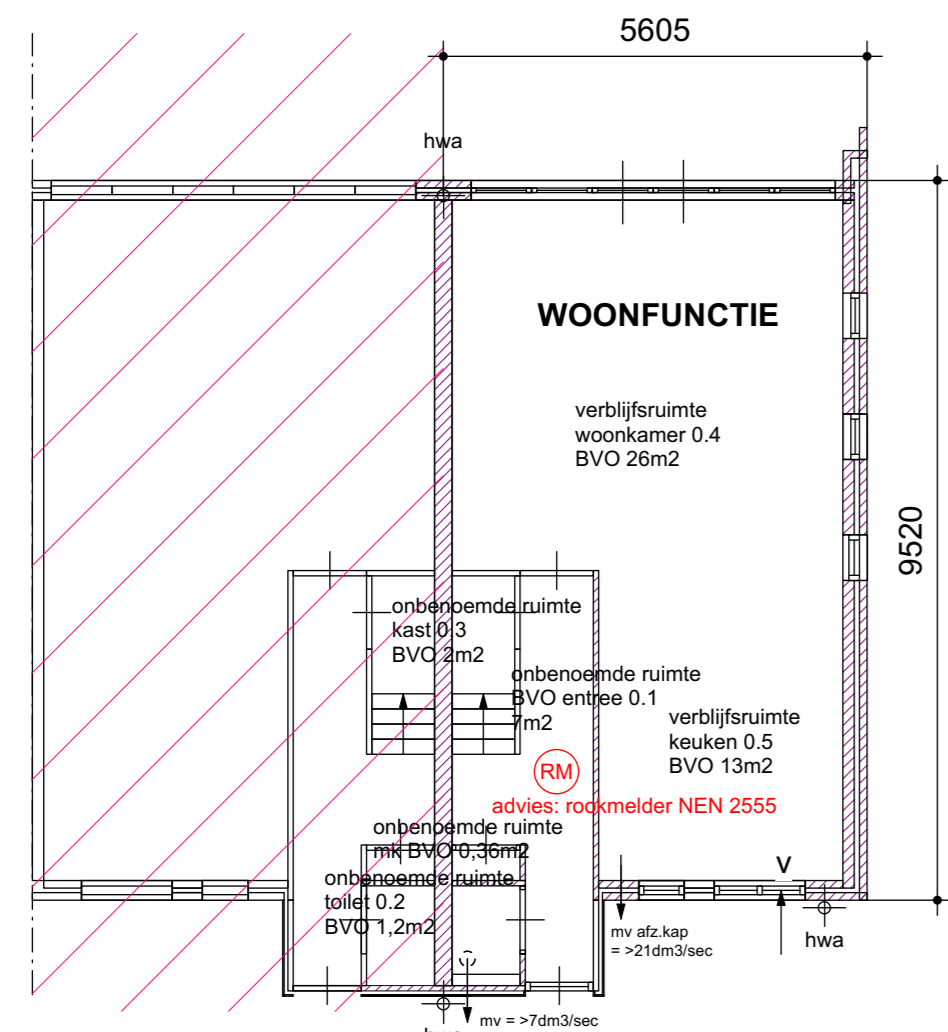 5605
hwa
WOONFUNCTIE
verblijfsruimte
woonkamer 0.4
BVO 26m2
9520
onbenoemde ruimte
kast 0.3
BVO 2m2
onbenoemde ruimte
BVO entree 0.1
7m2
verblijfsruimte
keuken 0.5
BVO 13m2
RM
advies: rookmelder NEN 2555
onbenoemde ruimte
mk BVO 0,36m2
onbenoemde ruimte
toilet 0.2
BVO 1,2m2
V
mv afz.kap
= >21dm3/sec
hwa
mv = >7dm3/sec